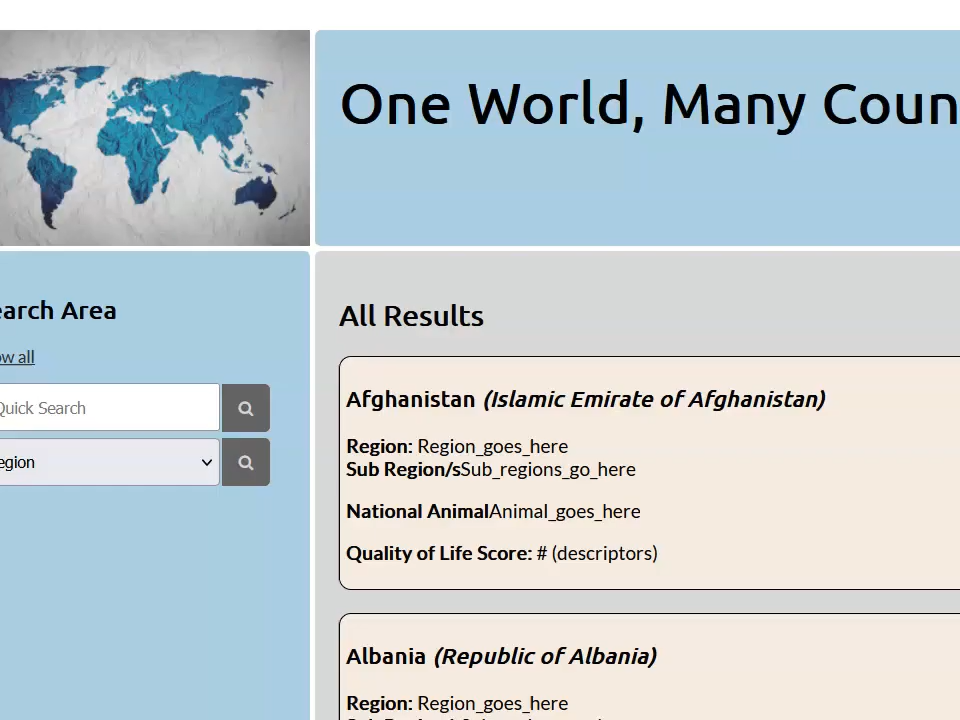 One World, Many Coun
earch Area
ow all
Quick Search
egion
All Results
Afghanistan (Islamic Emirate of Afghanistan)
Region: Region_goes_here
Sub Region/sSub_regions_go_here
National AnimalAnimal_goes_here
Quality of Life Score: # (descriptors)
Albania (Republic of Albania)
Region: Region_goes_here